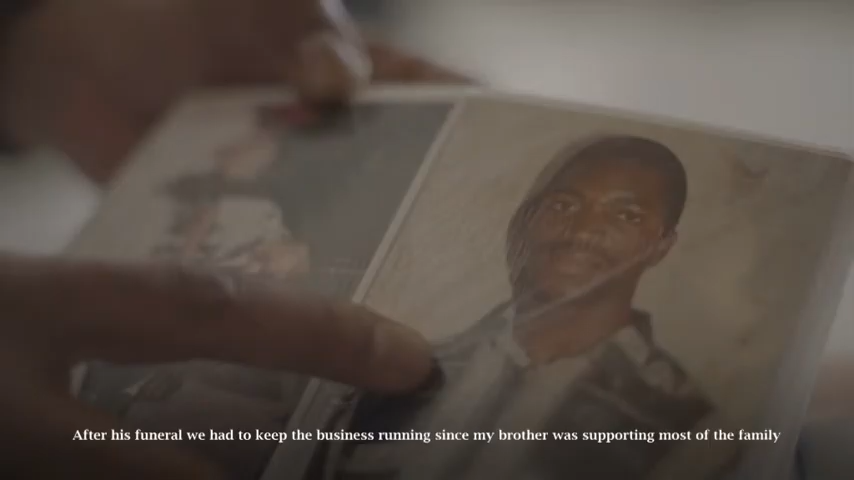 After his funeral we had to keep the business running since my brother was supporting most of the family